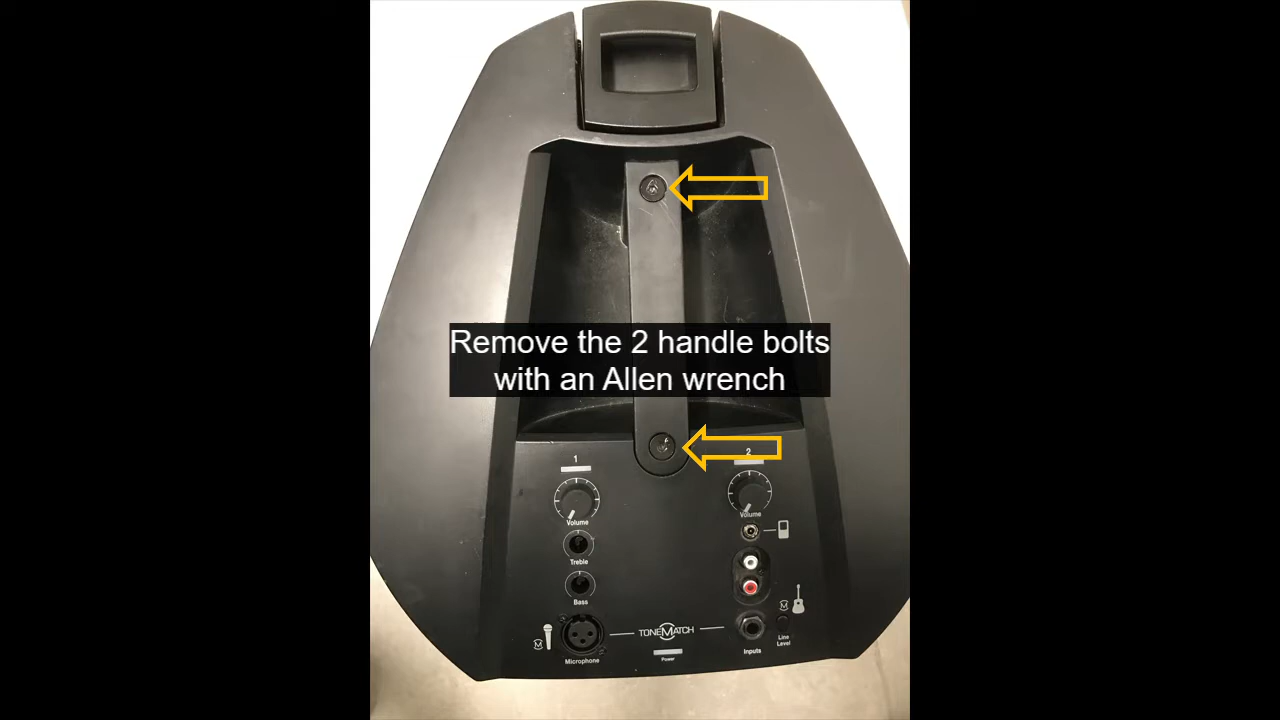 Remove the 2 handle bolts
with an Allen wrench
1
2
Volume
Volume
Treble
Bass
TONEMATCH
Line
Level
Microphone
Power
Inputs